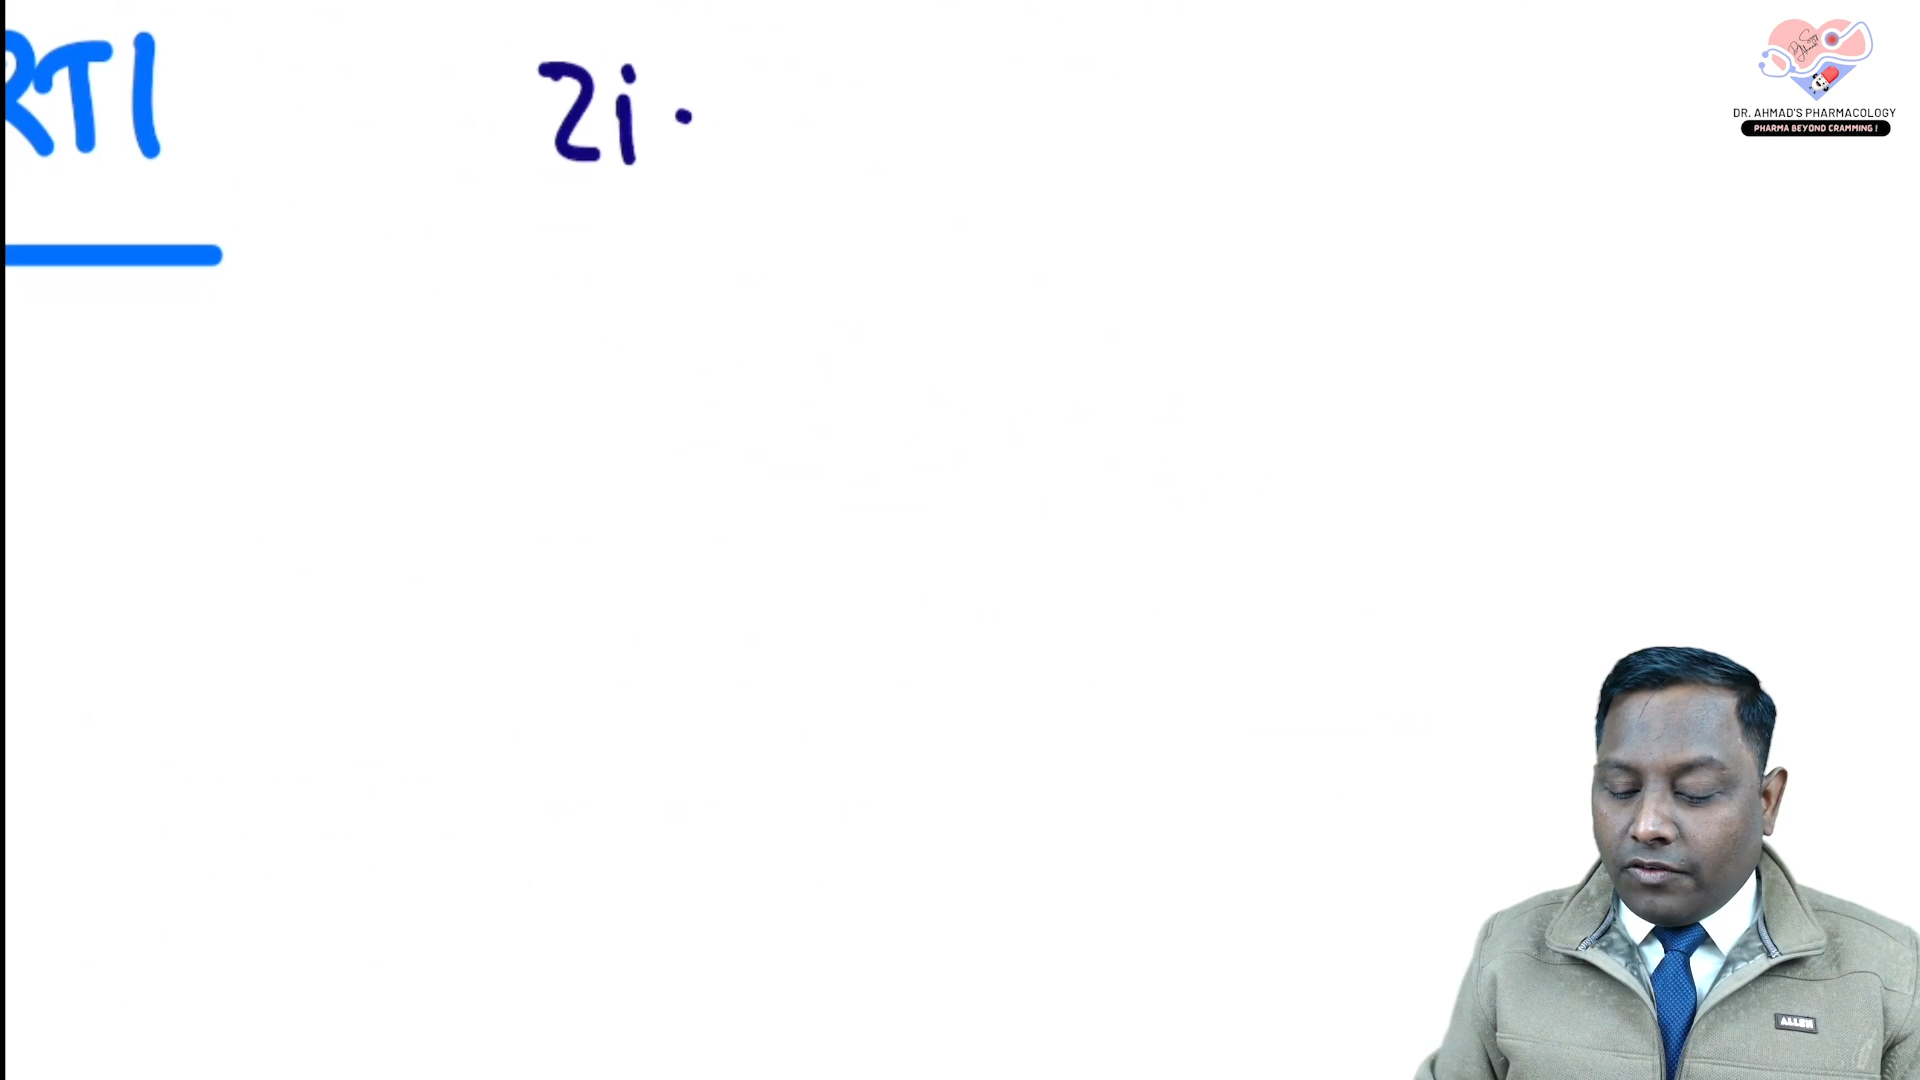 RTI
Zi
DR. AHMAD'S PHARMACOLOGY
PHARMA BEYOND CRAMMING !
ALLEN